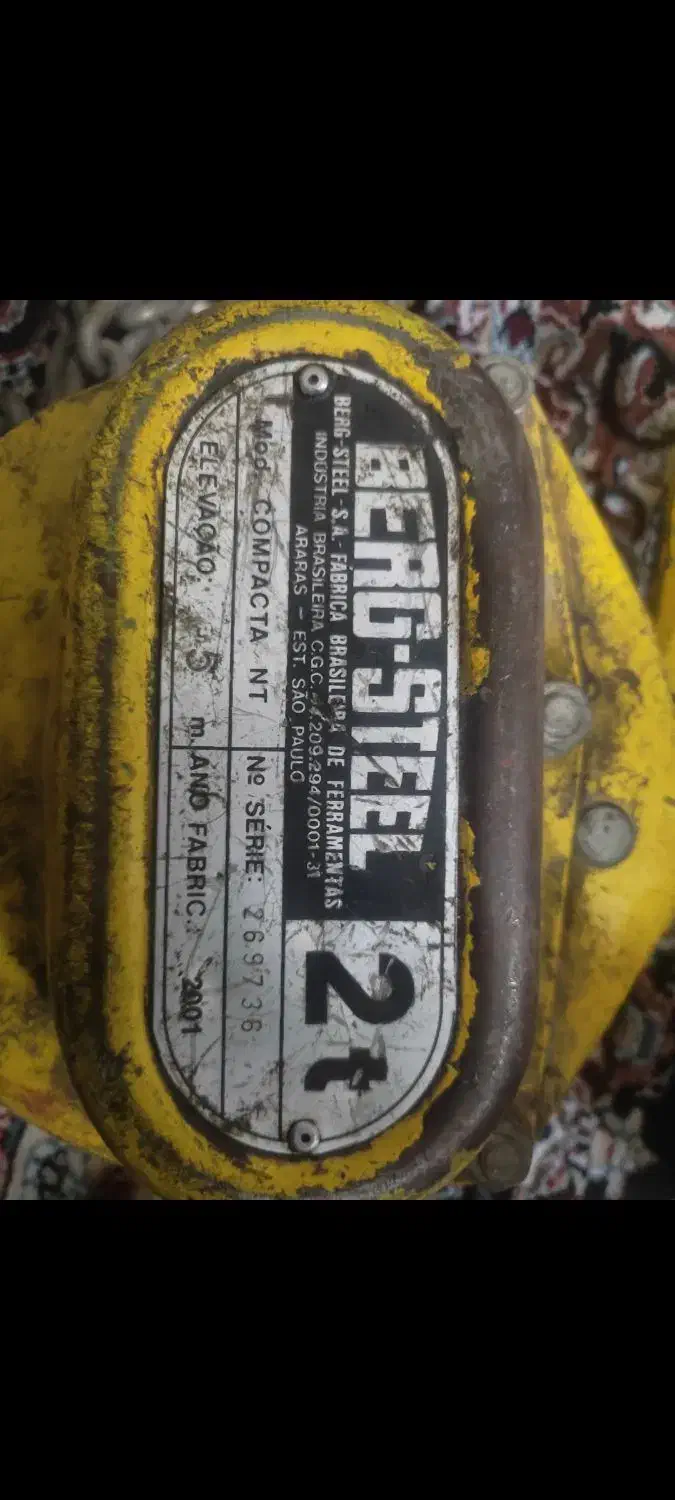 BERG-STEEL
2t
BERG-STEEL - S.A. - FÁBRICA BRASILEIRA DE FERRAMENTAS
INDÚSTRIA BRASILEIRA C.G.C. 4.209.294/0001-31
ARARAS - EST. SÃO PAULO
Mod. COMPACTA NT Nº SÉRIE: 269736
ELEVAÇÃO: 5 m. ANO FABRIC.: 2001